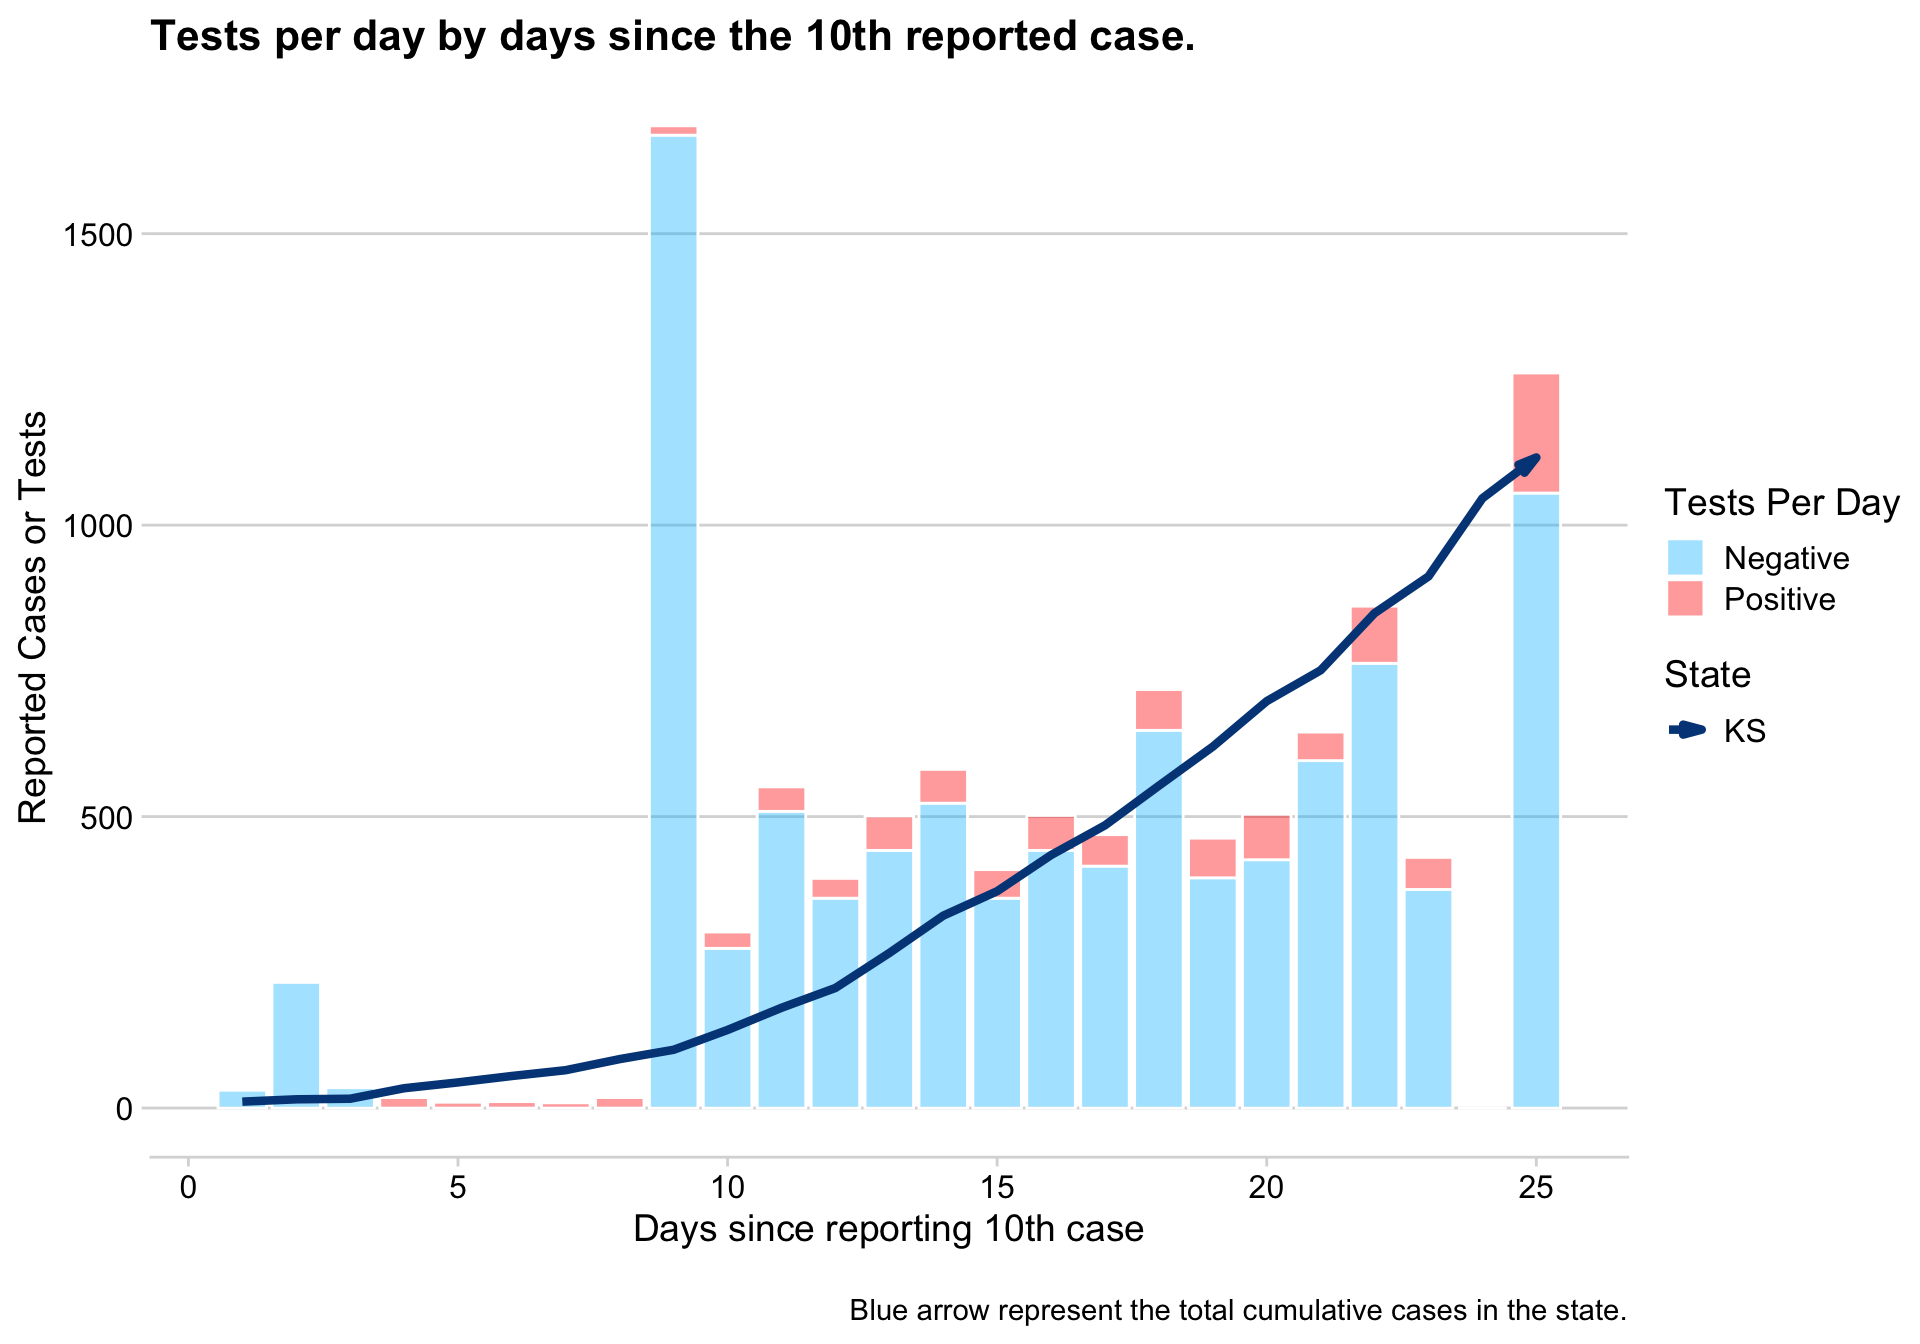 Tests per day by days since the 10th reported case.
Reported Cases or Tests
1500
1000
500
0
0 5 10 15 20 25
Days since reporting 10th case
Tests Per Day
Negative
Positive
State
KS
Blue arrow represent the total cumulative cases in the state.